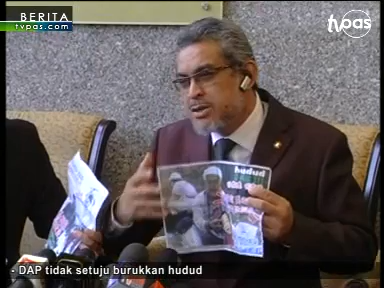 BERITA
tvpas.com
tvpas
hudud
- DAP tidak setuju burukkan hudud